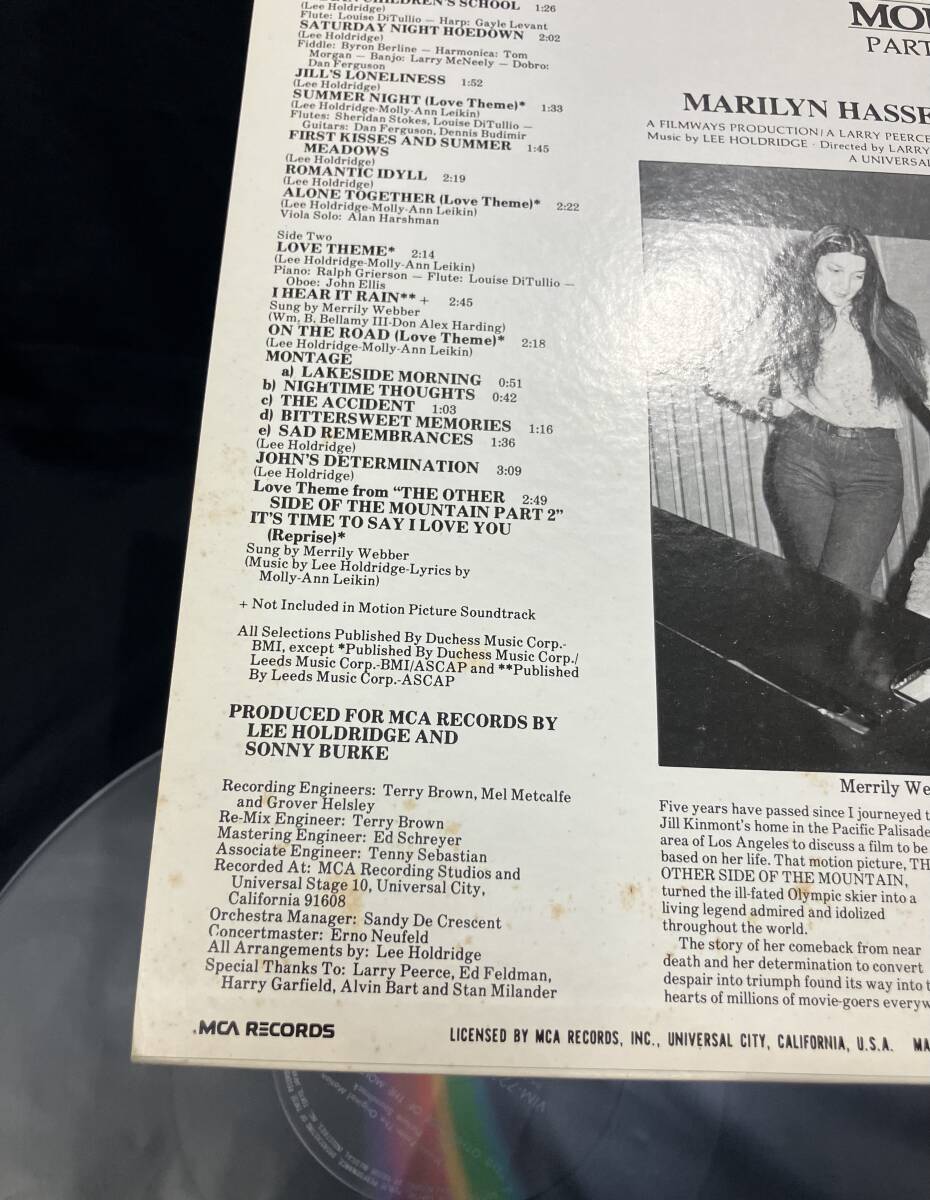 CHILDREN'S SCHOOL 1:26
(Lee Holdridge)
Flute: Louise DiTullio — Harp: Gayle Levant
SATURDAY NIGHT HOEDOWN 2:02
(Lee Holdridge)
Fiddle: Byron Berline — Harmonica: Tom
Morgan — Banjo: Larry McNeely — Dobro:
Dan Ferguson
JILL'S LONELINESS 1:52
(Lee Holdridge)
SUMMER NIGHT (Love Theme)* 1:33
(Lee Holdridge-Molly-Ann Leikin)
Flutes: Sheridan Stokes, Louise DiTullio —
Guitars: Dan Ferguson, Dennis Budimir
FIRST KISSES AND SUMMER 1:45
MEADOWS
(Lee Holdridge)
ROMANTIC IDYLL 2:19
(Lee Holdridge)
ALONE TOGETHER (Love Theme)* 2:22
(Lee Holdridge-Molly-Ann Leikin)
Viola Solo: Alan Harshman
Side Two
LOVE THEME* 2:14
(Lee Holdridge-Molly-Ann Leikin)
Piano: Ralph Grierson — Flute: Louise DiTullio —
Oboe: John Ellis
I HEAR IT RAIN** + 2:45
Sung by Merrily Webber
(Wm. B. Bellamy III-Don Alex Harding)
ON THE ROAD (Love Theme)* 2:18
(Lee Holdridge-Molly-Ann Leikin)
MONTAGE
a) LAKESIDE MORNING 0:51
b) NIGHTIME THOUGHTS 0:42
c) THE ACCIDENT 1:03
d) BITTERSWEET MEMORIES 1:16
e) SAD REMEMBRANCES 1:36
(Lee Holdridge)
JOHN'S DETERMINATION 3:09
(Lee Holdridge)
Love Theme from "THE OTHER 2:49
SIDE OF THE MOUNTAIN PART 2"
IT'S TIME TO SAY I LOVE YOU
(Reprise)*
Sung by Merrily Webber
(Music by Lee Holdridge-Lyrics by
Molly-Ann Leikin)
+ Not Included in Motion Picture Soundtrack
All Selections Published By Duchess Music Corp.-
BMI, except *Published By Duchess Music Corp./
Leeds Music Corp.-BMI/ASCAP and **Published
By Leeds Music Corp.-ASCAP
PRODUCED FOR MCA RECORDS BY
LEE HOLDRIDGE AND
SONNY BURKE
Recording Engineers: Terry Brown, Mel Metcalfe
and Grover Helsley
Re-Mix Engineer: Terry Brown
Mastering Engineer: Ed Schreyer
Associate Engineer: Tenny Sebastian
Recorded At: MCA Recording Studios and
Universal Stage 10, Universal City,
California 91608
Orchestra Manager: Sandy De Crescent
Concertmaster: Erno Neufeld
All Arrangements by: Lee Holdridge
Special Thanks To: Larry Peerce, Ed Feldman,
Harry Garfield, Alvin Bart and Stan Milander
MCA RECORDS
LICENSED BY MCA RECORDS, INC., UNIVERSAL CITY, CALIFORNIA, U.S.A. MA
MOU
PART
MARILYN HASSE
A FILMWAYS PRODUCTION/A LARRY PEERCE
Music by LEE HOLDRIDGE · Directed by LARRY
A UNIVERSAL
Merrily We
Five years have passed since I journeyed t
Jill Kinmont's home in the Pacific Palisade
area of Los Angeles to discuss a film to be
based on her life. That motion picture, TH
OTHER SIDE OF THE MOUNTAIN,
turned the ill-fated Olympic skier into a
living legend admired and idolized
throughout the world.
The story of her comeback from near
death and her determination to convert
despair into triumph found its way into t
hearts of millions of movie-goers everyw